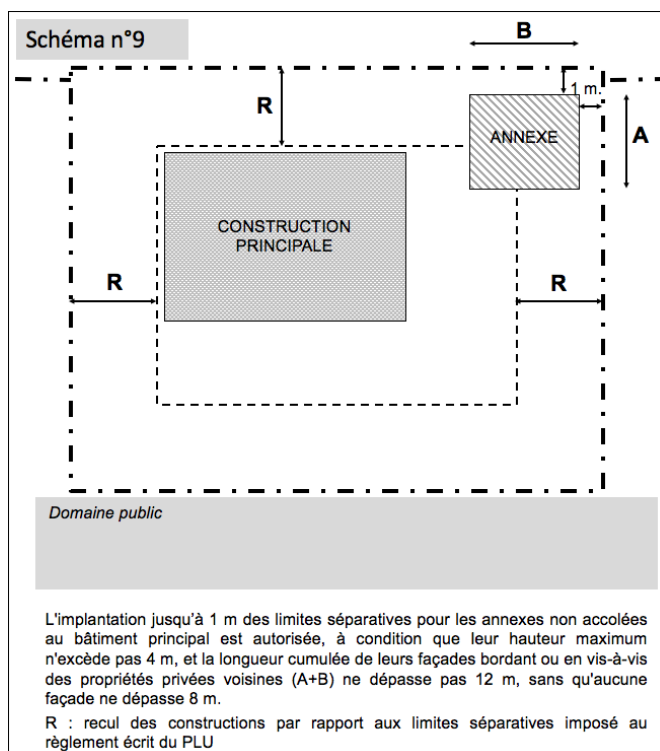 Schéma n°9
B
1 m.
R
ANNEXE
A
CONSTRUCTION
PRINCIPALE
R
R
Domaine public
L'implantation jusqu'à 1 m des limites séparatives pour les annexes non accolées
au bâtiment principal est autorisée, à condition que leur hauteur maximum
n'excède pas 4 m, et la longueur cumulée de leurs façades bordant ou en vis-à-vis
des propriétés privées voisines (A+B) ne dépasse pas 12 m, sans qu'aucune
façade ne dépasse 8 m.
R : recul des constructions par rapport aux limites séparatives imposé au
règlement écrit du PLU